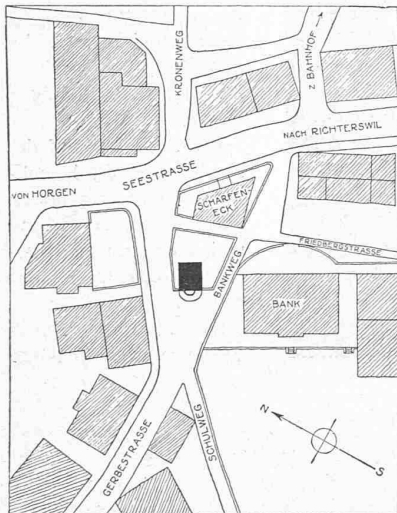 KRONENWEG
Z BAHNHOF
NACH RICHTERSWIL
SEESTRASSE
VON HORGEN
SCHARFEN-
ECK
FRIEDBERGSTRASSE
BANKWEG
BANK
GERBESTRASSE
SCHULWEG
N
S